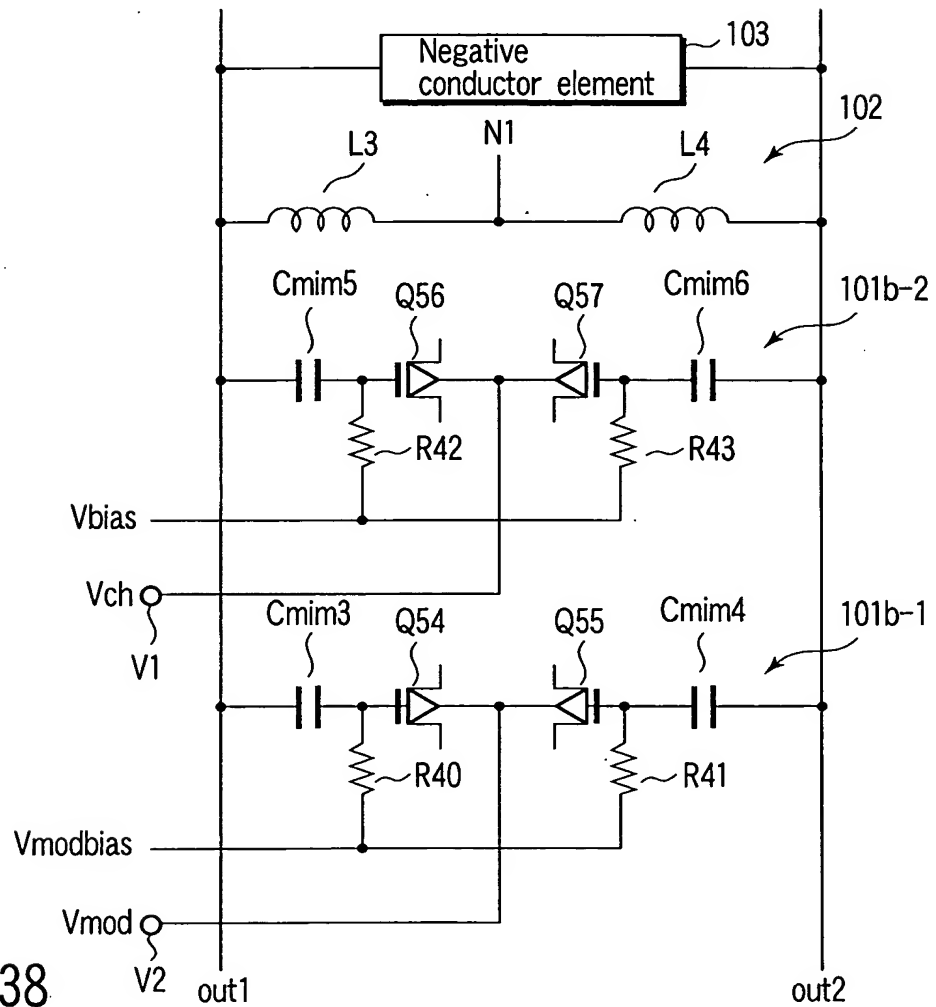 Negative
conductor element
103
N1
102
L3
L4
Cmim5
Q56
Q57
Cmim6
101b-2
R42
R43
Vbias
Vch
V1
Cmim3
Q54
Q55
Cmim4
101b-1
R40
R41
Vmodbias
Vmod
V2
38
out1
out2